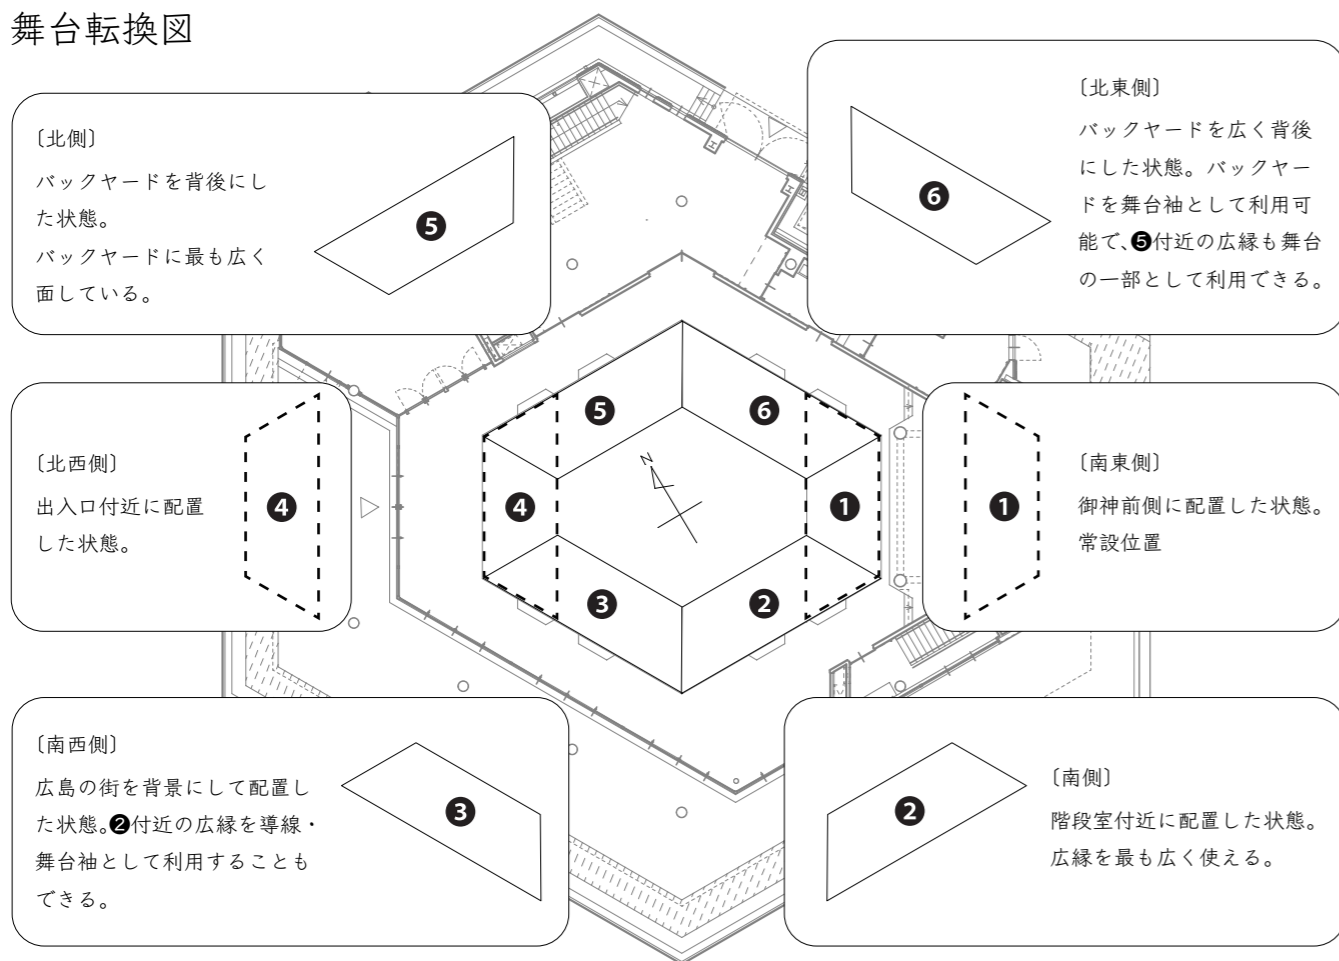 舞台転換図
〔北側〕
バックヤードを背後にし
た状態。
バックヤードに最も広く
面している。
❺
〔北東側〕
バックヤードを広く背後
にした状態。バックヤー
ドを舞台袖として利用可
能で、❺付近の広縁も舞台
の一部として利用できる。
❻
〔北西側〕
出入口付近に配置
した状態。
❹
❺
❻
❹
N
❶
❸
❷
〔南東側〕
御神前側に配置した状態。
常設位置
❶
〔南西側〕
広島の街を背景にして配置し
た状態。❷付近の広縁を導線・
舞台袖として利用することも
できる。
❸
〔南側〕
階段室付近に配置した状態。
広縁を最も広く使える。
❷